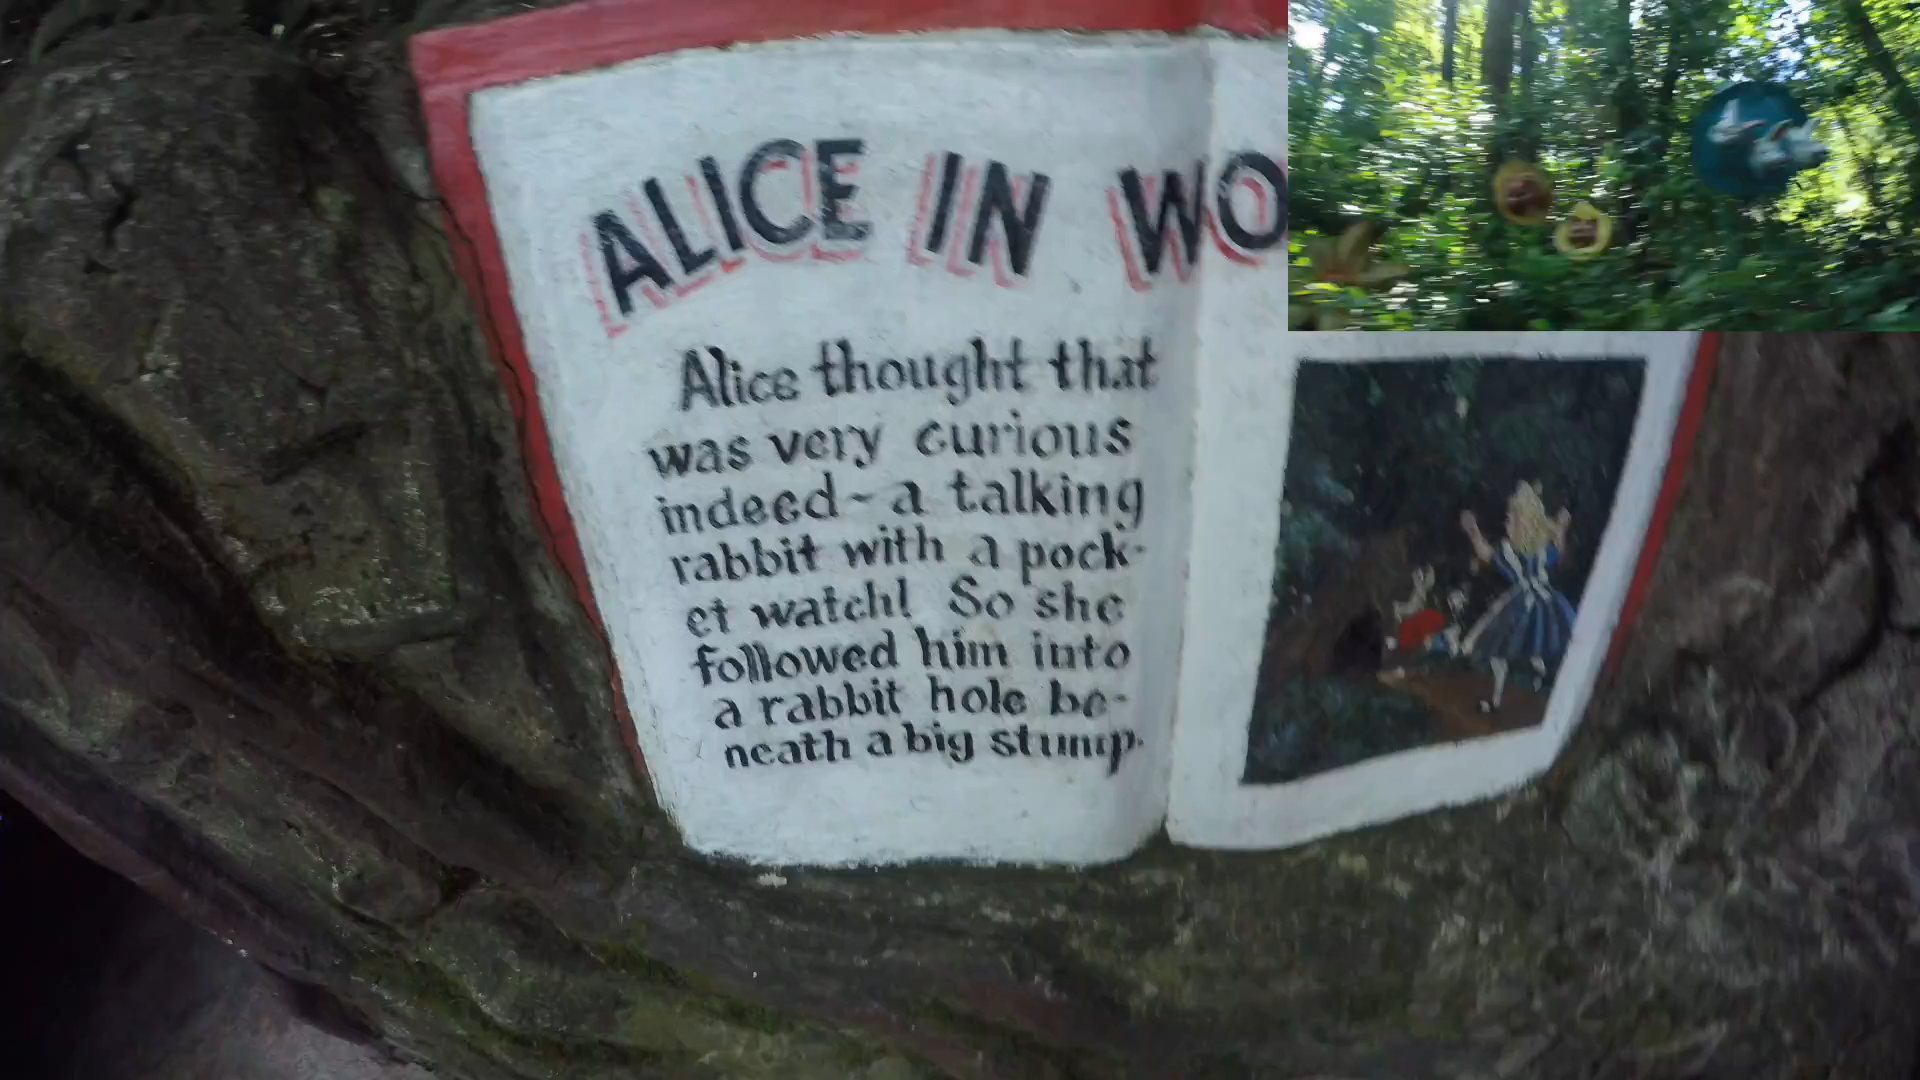 ALICE IN WO
Alice thought that
was very curious
indeed - a talking
rabbit with a pock-
et watch! So she
followed him into
a rabbit hole be-
neath a big stump.